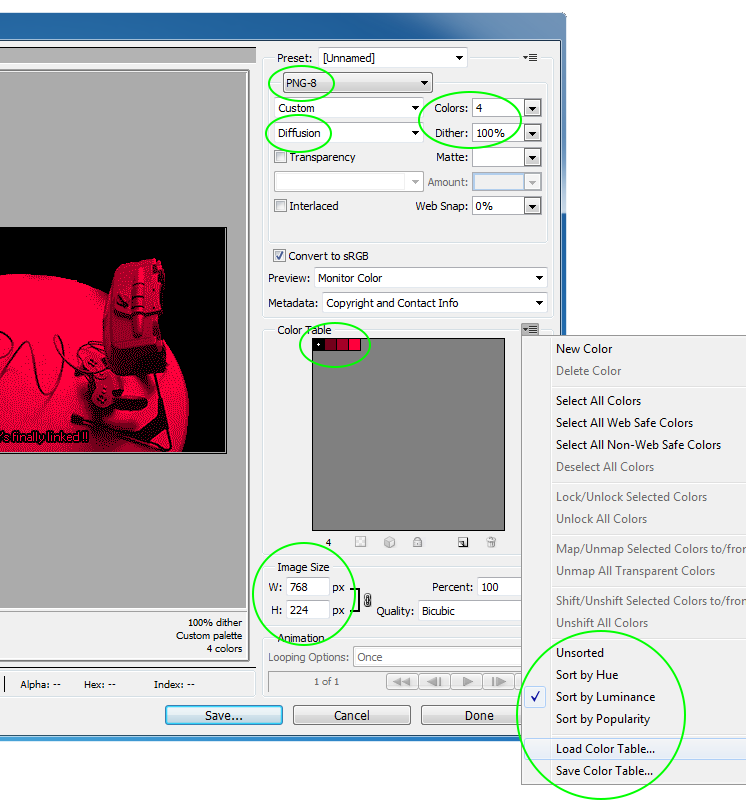 Preset: [Unnamed]
PNG-8
Custom
Colors: 4
Diffusion
Dither: 100%
Transparency
Matte:
Amount:
Interlaced
Web Snap: 0%
Convert to sRGB
Preview: Monitor Color
Metadata: Copyright and Contact Info
Color Table
4
's finally linked !!
100% dither
Custom palette
4 colors
Image Size
W: 768 px
H: 224 px
Percent: 100
Quality: Bicubic
Animation
Looping Options: Once
1 of 1
Alpha: --
Hex: --
Index: --
Save...
Cancel
Done
New Color
Delete Color
Select All Colors
Select All Web Safe Colors
Select All Non-Web Safe Colors
Deselect All Colors
Lock/Unlock Selected Colors
Unlock All Colors
Map/Unmap Selected Colors to/from
Unmap All Transparent Colors
Shift/Unshift Selected Colors to/from
Unshift All Colors
Unsorted
Sort by Hue
Sort by Luminance
Sort by Popularity
Load Color Table...
Save Color Table...